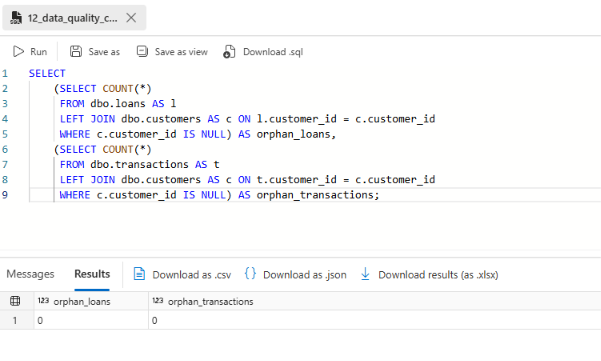 12_data_quality_c...
Run Save as Save as view Download .sql
1 SELECT
2 (SELECT COUNT(*)
3 FROM dbo.loans AS l
4 LEFT JOIN dbo.customers AS c ON l.customer_id = c.customer_id
5 WHERE c.customer_id IS NULL) AS orphan_loans,
6 (SELECT COUNT(*)
7 FROM dbo.transactions AS t
8 LEFT JOIN dbo.customers AS c ON t.customer_id = c.customer_id
9 WHERE c.customer_id IS NULL) AS orphan_transactions;
Messages Results Download as .csv {} Download as .json Download results (as .xlsx)
123 orphan_loans 123 orphan_transactions
1 0 0